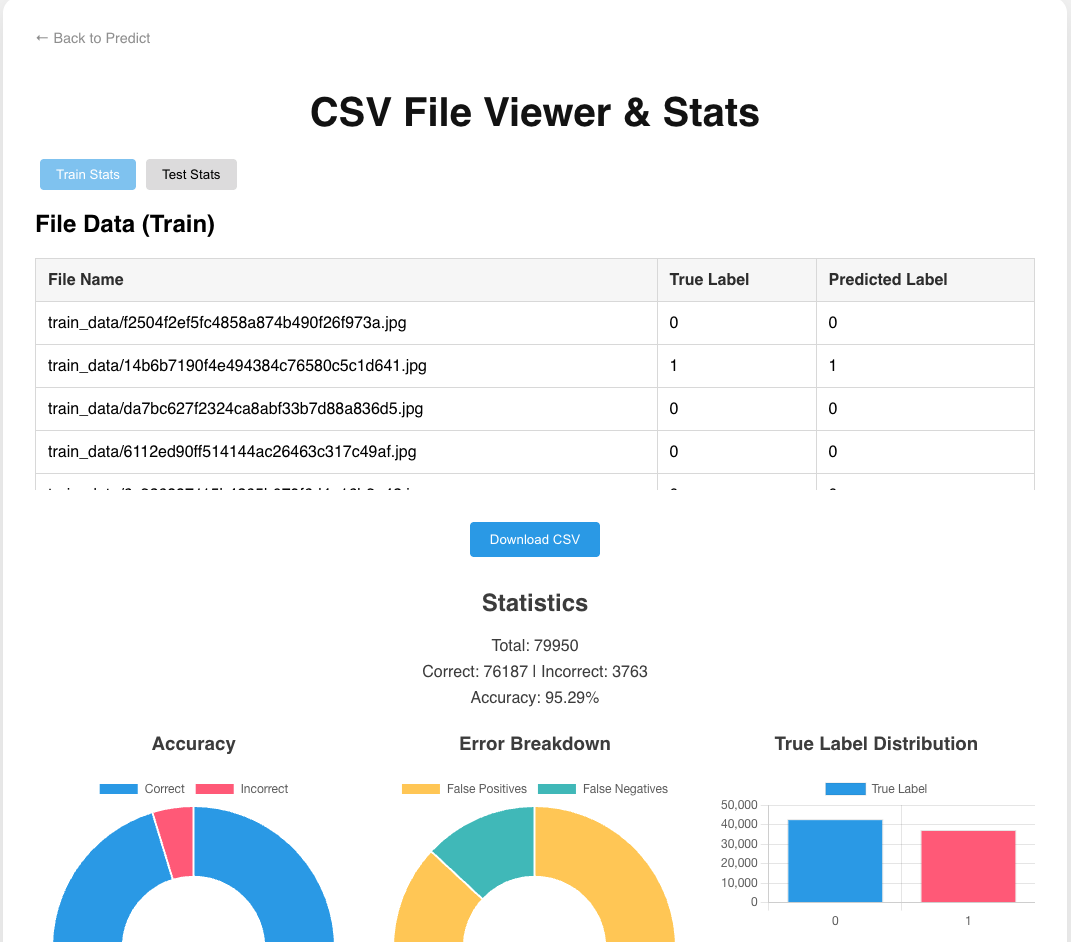 ← Back to Predict
CSV File Viewer & Stats
Train Stats Test Stats
File Data (Train)
File Name True Label Predicted Label
train_data/f2504f2ef5fc4858a874b490f26f973a.jpg 0 0
train_data/14b6b7190f4e494384c76580c5c1d641.jpg 1 1
train_data/da7bc627f2324ca8abf33b7d88a836d5.jpg 0 0
train_data/6112ed90ff514144ac26463c317c49af.jpg 0 0
Download CSV
Statistics
Total: 79950
Correct: 76187 | Incorrect: 3763
Accuracy: 95.29%
Accuracy
Correct Incorrect
Error Breakdown
False Positives False Negatives
True Label Distribution
True Label
50,000
40,000
30,000
20,000
10,000
0
0 1